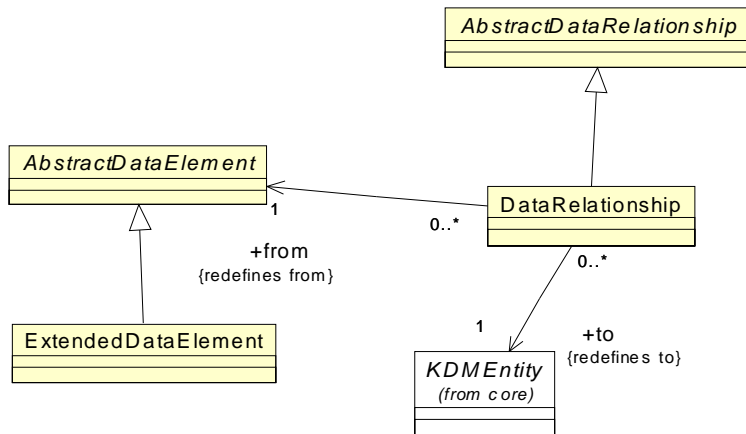 AbstractDataRelationship
AbstractDataElement
DataRelationship
1
0..*
+from
{redefines from}
0..*
ExtendedDataElement
1
+to
{redefines to}
KDMEntity
(from core)